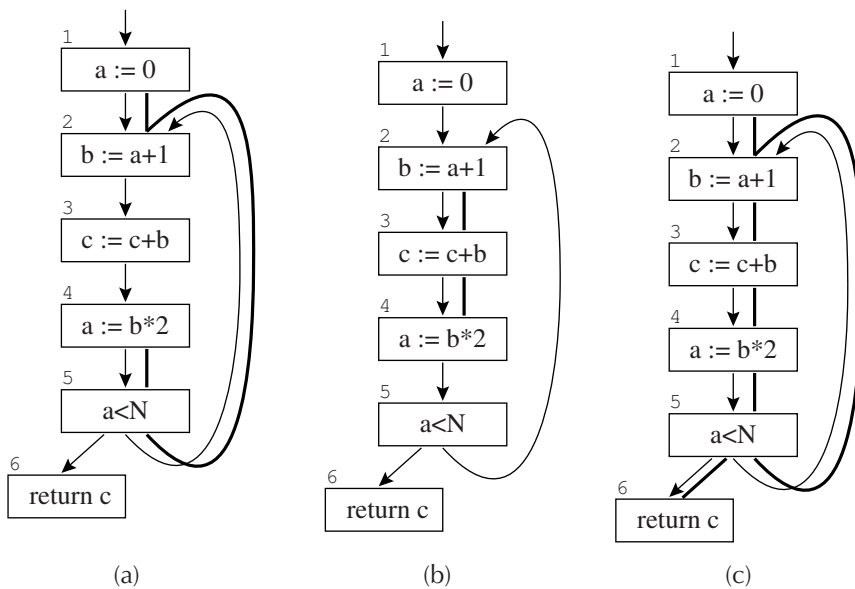 1
a := 0
2
b := a+1
3
c := c+b
4
a := b*2
5
a<N
6
return c
(a)
1
a := 0
2
b := a+1
3
c := c+b
4
a := b*2
5
a<N
6
return c
(b)
1
a := 0
2
b := a+1
3
c := c+b
4
a := b*2
5
a<N
6
return c
(c)